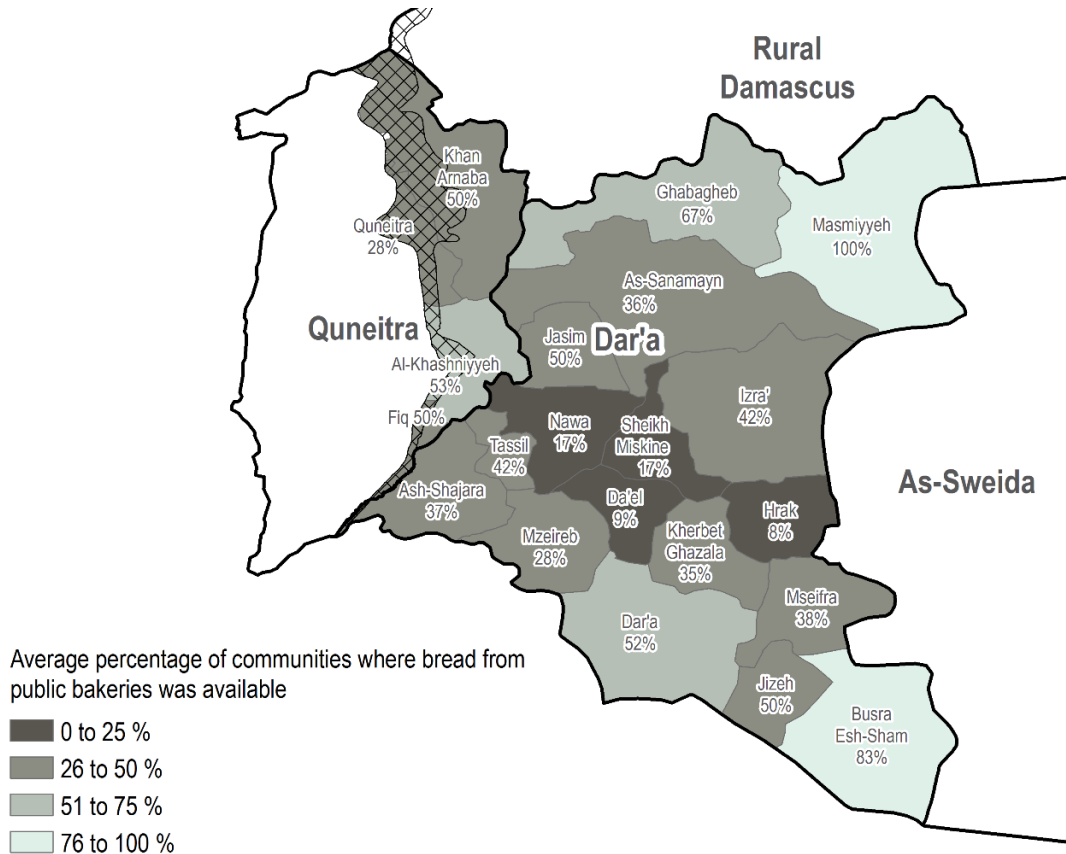 Rural
Damascus
Khan
Arnaba
50%
Ghabagheb
67%
Masmiyyeh
100%
Quneitra
28%
As-Sanamayn
36%
Quneitra
Dar'a
Jasim
50%
Al-Khashniyyeh
53%
Izra'
42%
Fiq 50%
Nawa
17%
Sheikh
Miskine
17%
Tassil
42%
As-Sweida
Ash-Shajara
37%
Da'el
9%
Hrak
8%
Mzeireb
28%
Kherbet
Ghazala
35%
Mseifra
38%
Dar'a
52%
Jizeh
50%
Busra
Esh-Sham
83%
Average percentage of communities where bread from
public bakeries was available
0 to 25 %
26 to 50 %
51 to 75 %
76 to 100 %